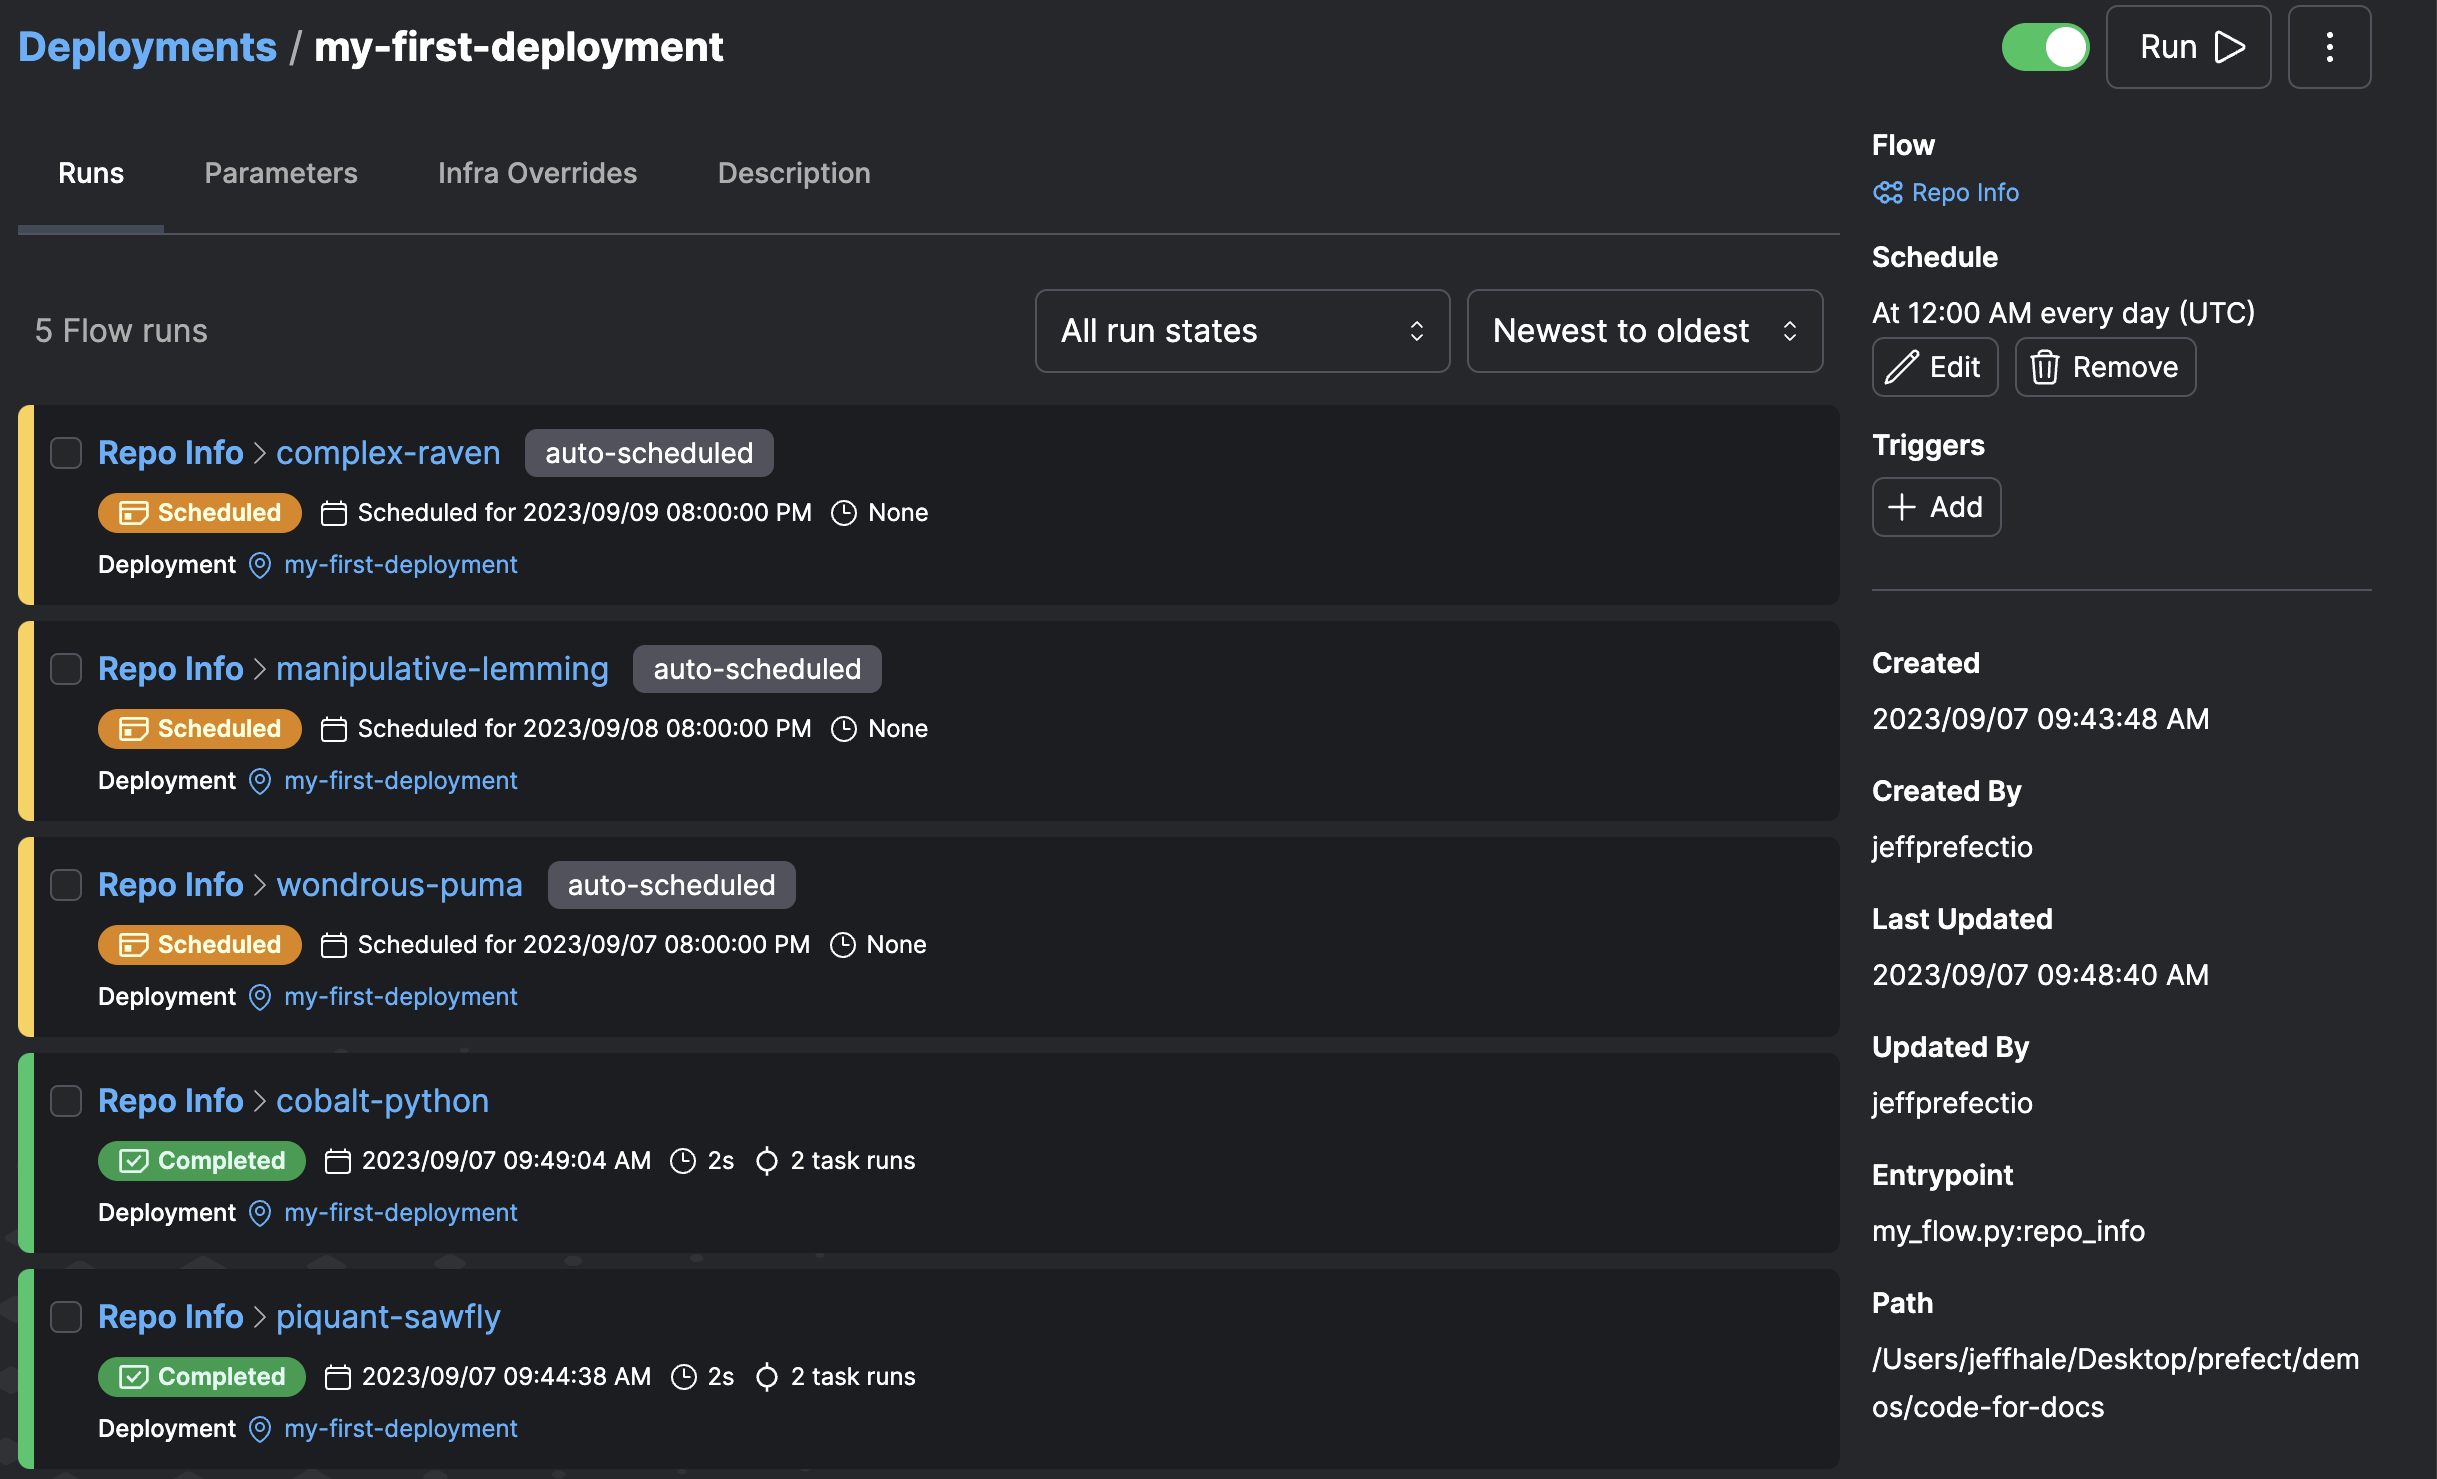 Deployments / my-first-deployment
Run
Runs Parameters Infra Overrides Description
5 Flow runs
All run states
Newest to oldest
Repo Info > complex-raven auto-scheduled
Scheduled Scheduled for 2023/09/09 08:00:00 PM None
Deployment my-first-deployment
Repo Info > manipulative-lemming auto-scheduled
Scheduled Scheduled for 2023/09/08 08:00:00 PM None
Deployment my-first-deployment
Repo Info > wondrous-puma auto-scheduled
Scheduled Scheduled for 2023/09/07 08:00:00 PM None
Deployment my-first-deployment
Repo Info > cobalt-python
Completed 2023/09/07 09:49:04 AM 2s 2 task runs
Deployment my-first-deployment
Repo Info > piquant-sawfly
Completed 2023/09/07 09:44:38 AM 2s 2 task runs
Deployment my-first-deployment
Flow
Repo Info
Schedule
At 12:00 AM every day (UTC)
Edit Remove
Triggers
Add
Created
2023/09/07 09:43:48 AM
Created By
jeffprefectio
Last Updated
2023/09/07 09:48:40 AM
Updated By
jeffprefectio
Entrypoint
my_flow.py:repo_info
Path
/Users/jeffhale/Desktop/prefect/dem
os/code-for-docs